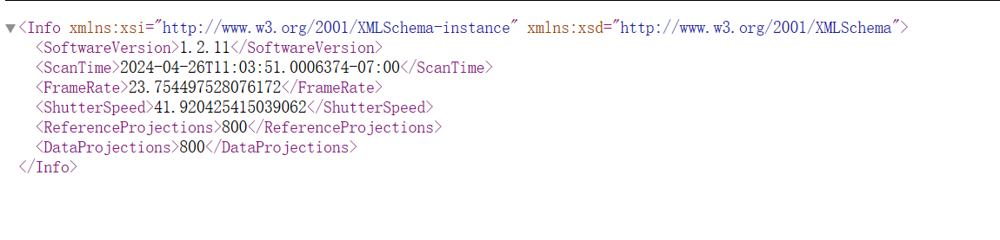 ▼<Info xmlns:xsi="http://www.w3.org/2001/XMLSchema-instance" xmlns:xsd="http://www.w3.org/2001/XMLSchema">
<SoftwareVersion>1.2.11</SoftwareVersion>
<ScanTime>2024-04-26T11:03:51.0006374-07:00</ScanTime>
<FrameRate>23.754497528076172</FrameRate>
<ShutterSpeed>41.920425415039062</ShutterSpeed>
<ReferenceProjections>800</ReferenceProjections>
<DataProjections>800</DataProjections>
</Info>